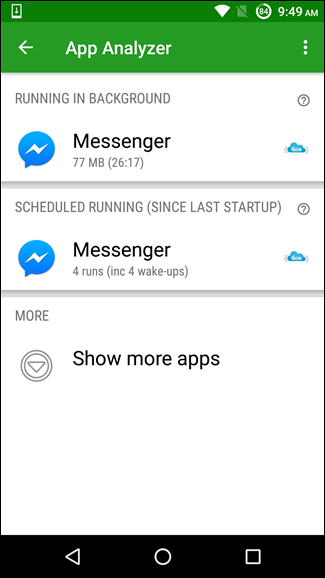 84 9:49 AM
App Analyzer
RUNNING IN BACKGROUND
Messenger
77 MB (26:17)
GCM
SCHEDULED RUNNING (SINCE LAST STARTUP)
Messenger
4 runs (inc 4 wake-ups)
GCM
MORE
Show more apps